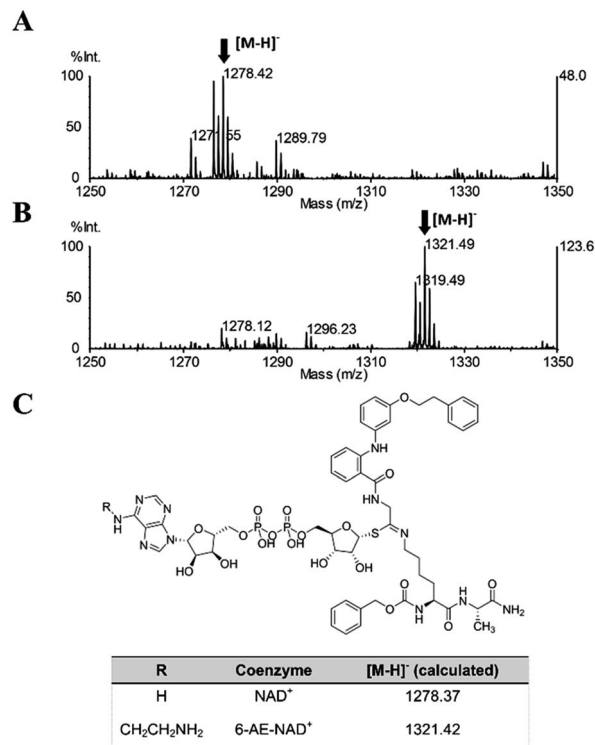 A
[M-H]-
%Int.
1278.42
100
48.0
1271.55
1289.79
50
0
1250 1270 1290 1310 1330 1350
Mass (m/z)
B
[M-H]-
%Int.
1321.49
100
123.6
1319.49
50
1278.12
1296.23
0
1250 1270 1290 1310 1330 1350
Mass (m/z)
C
O
NH
O
HN
R
HN
N
N
N
N
O
HO
OH
O
O
P
OH
O
O
P
OH
O
O
HO
OH
S
N
O
O
N
H
O
H
N
CH3
O
NH2
R Coenzyme [M-H]- (calculated)
H NAD+ 1278.37
CH2CH2NH2 6-AE-NAD+ 1321.42